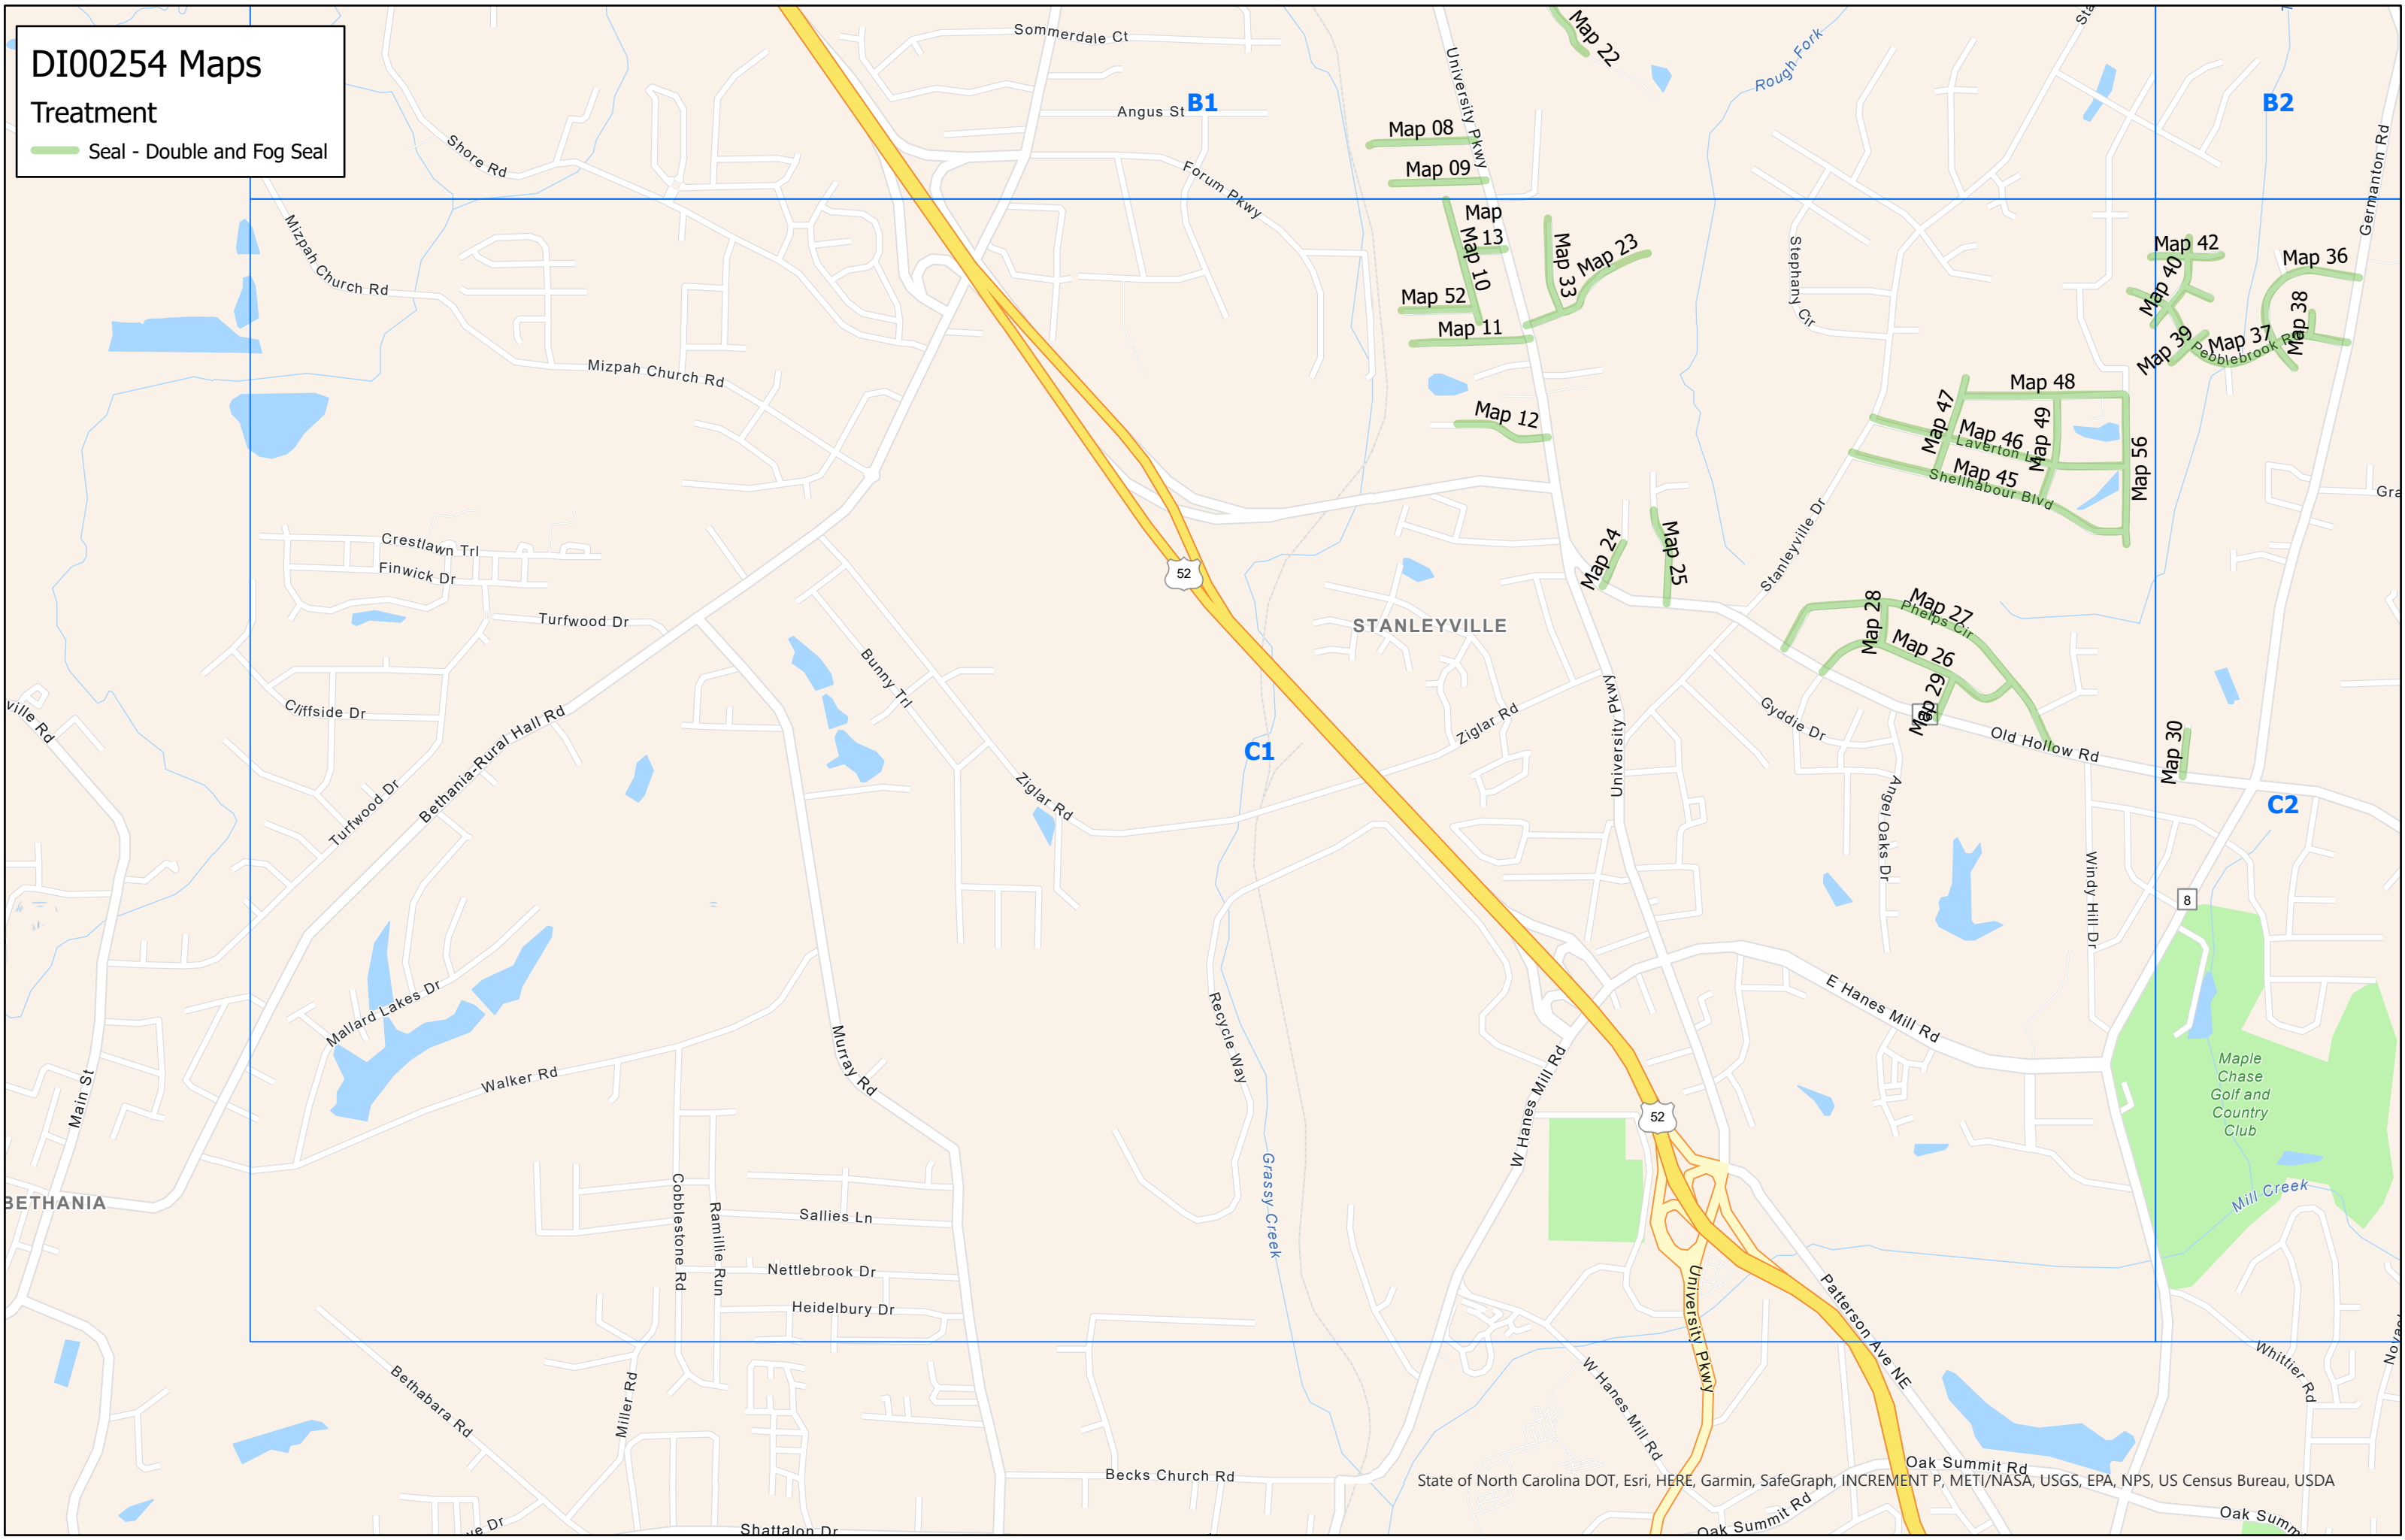 DI00254 Maps
Treatment
Seal - Double and Fog Seal
Sommerdale Ct
Angus St
B1
Map 22
University Pkwy
Rough Fork
B2
Germanton Rd
Shore Rd
Forum Pkwy
Map 08
Map 09
Mizpah Church Rd
Map 13
Map 10
Map 33
Map 23
Stephany Cir
Map 42
Map 40
Map 36
Map 38
Map 52
Map 11
Map 39
Map 37
Mizpah Church Rd
Map 12
Map 47
Map 48
Map 49
Map 46
Map 45
Shellhabour Blvd
Map 56
Crestlawn Trl
Finwick Dr
Turfwood Dr
52
STANLEYVILLE
Map 24
Map 25
Stanleyville Dr
Map 28
Map 27
Phelps Cir
Map 26
Map 29
Bunny Trl
Cliffside Dr
Bethania-Rural Hall Rd
ville Rd
C1
Ziglar Rd
University Pkwy
Gyddie Dr
Old Hollow Rd
Map 30
C2
Turfwood Dr
Ziglar Rd
Angel Oaks Dr
Windy Hill Dr
8
Mallard Lakes Dr
Recycle Way
E Hanes Mill Rd
Murray Rd
Walker Rd
Main St
W Hanes Mill Rd
52
Maple
Chase
Golf and
Country
Club
BETHANIA
Grassy Creek
Mill Creek
Cobblestone Rd
Ramillie Run
Sallies Ln
Nettlebrook Dr
Heidelbury Dr
University Pkwy
Patterson Ave NE
Bethabara Rd
Miller Rd
W Hanes Mill Rd
Whittier Rd
Becks Church Rd
Oak Summit Rd
State of North Carolina DOT, Esri, HERE, Garmin, SafeGraph, INCREMENT P, METI/NASA, USGS, EPA, NPS, US Census Bureau, USDA
Shattalon Dr
Oak Summit Rd
Oak Summ